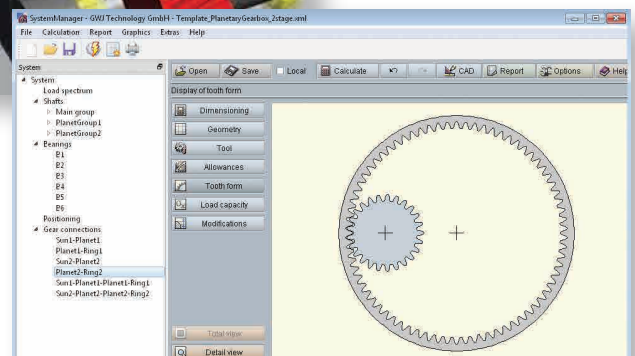 SystemManager - GWJ Technology GmbH - Template_PlanetaryGearbox_2stage.xml
File Calculation Report Graphics Extras Help
System
System
Load spectrum
Shafts
Main group
PlanetGroup1
PlanetGroup2
Bearings
B1
B2
B3
B4
B5
B6
Positioning
Gear connections
Sun1-Planet1
Planet1-Ring1
Sun2-Planet2
Planet2-Ring2
Sun1-Planet1-Planet1-Ring1
Sun2-Planet2-Planet2-Ring2
Open Save Local Calculate CAD Report Options Help
Display of tooth form
Dimensioning
Geometry
Tool
Allowances
Tooth form
Load capacity
Modifications
Total view
Detail view